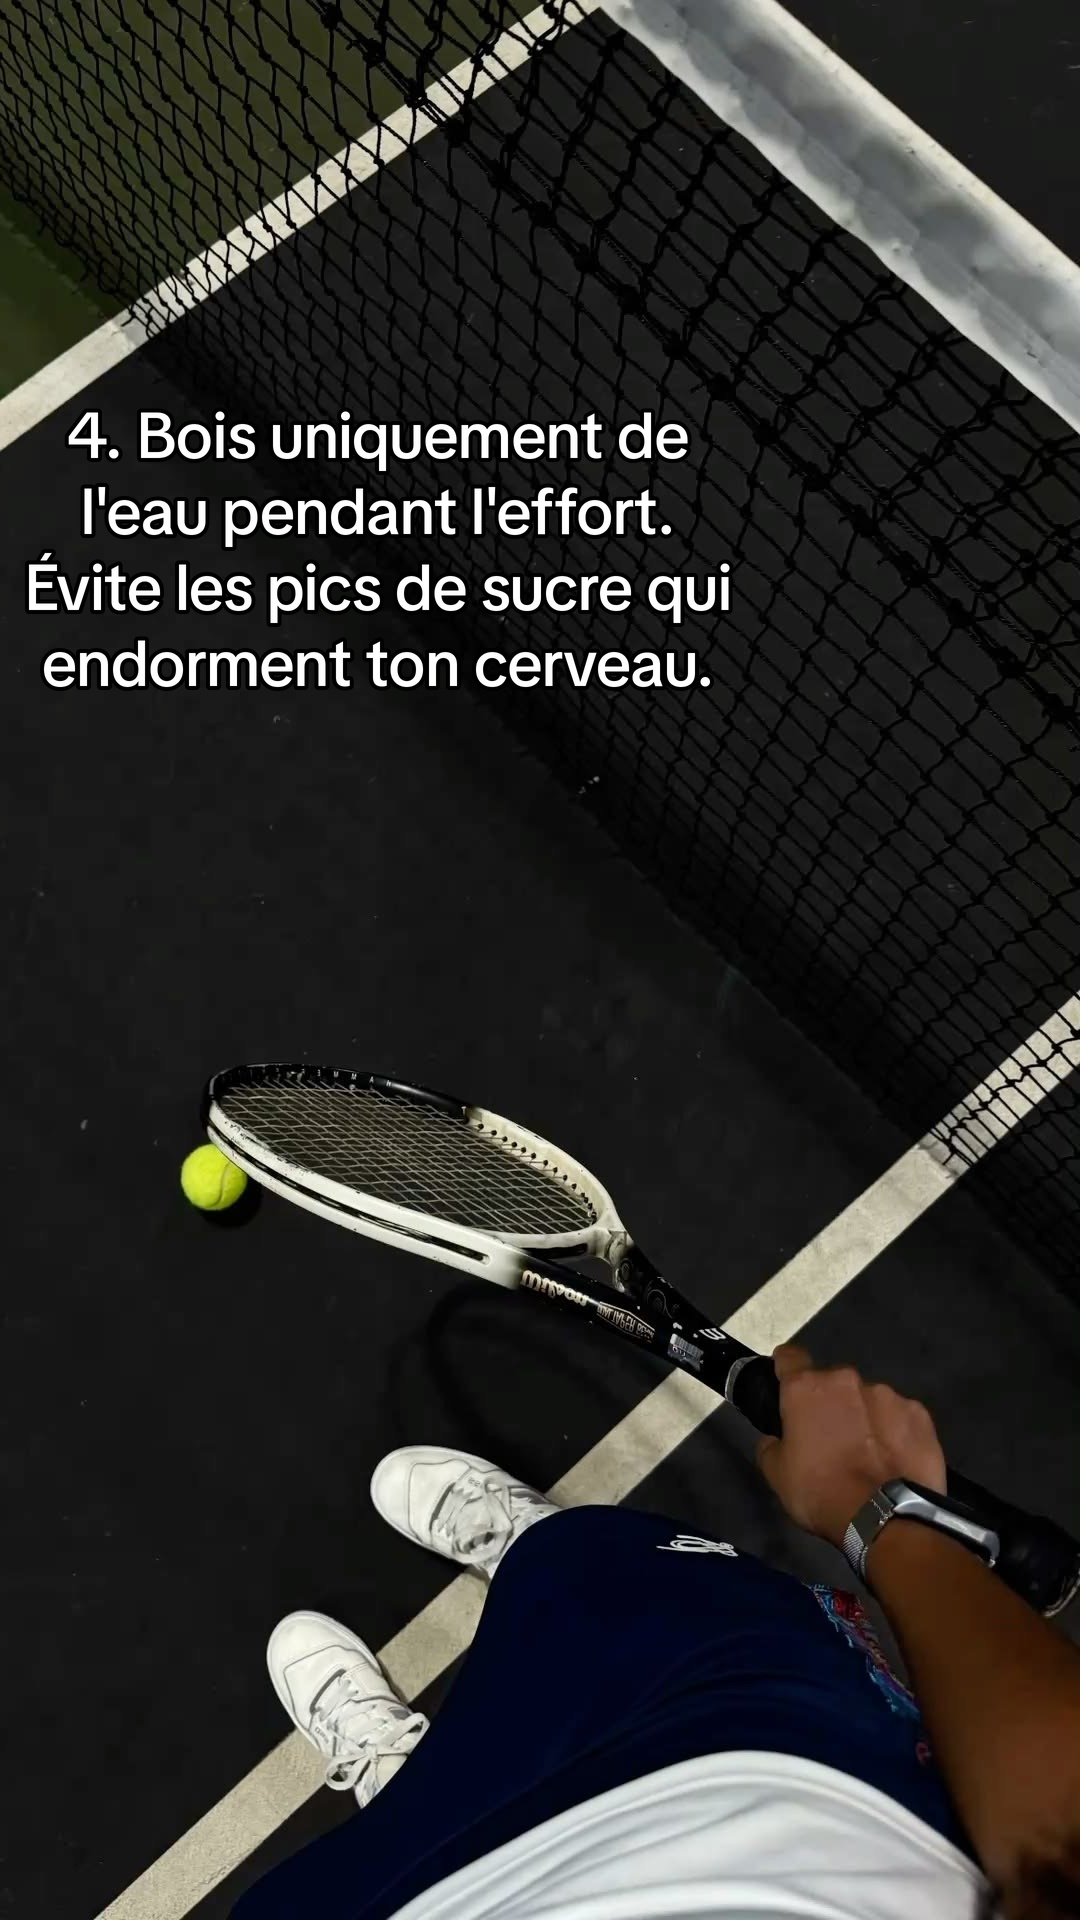 4. Bois uniquement de
l'eau pendant l'effort.
Évite les pics de sucre qui
endorment ton cerveau.
Wilson